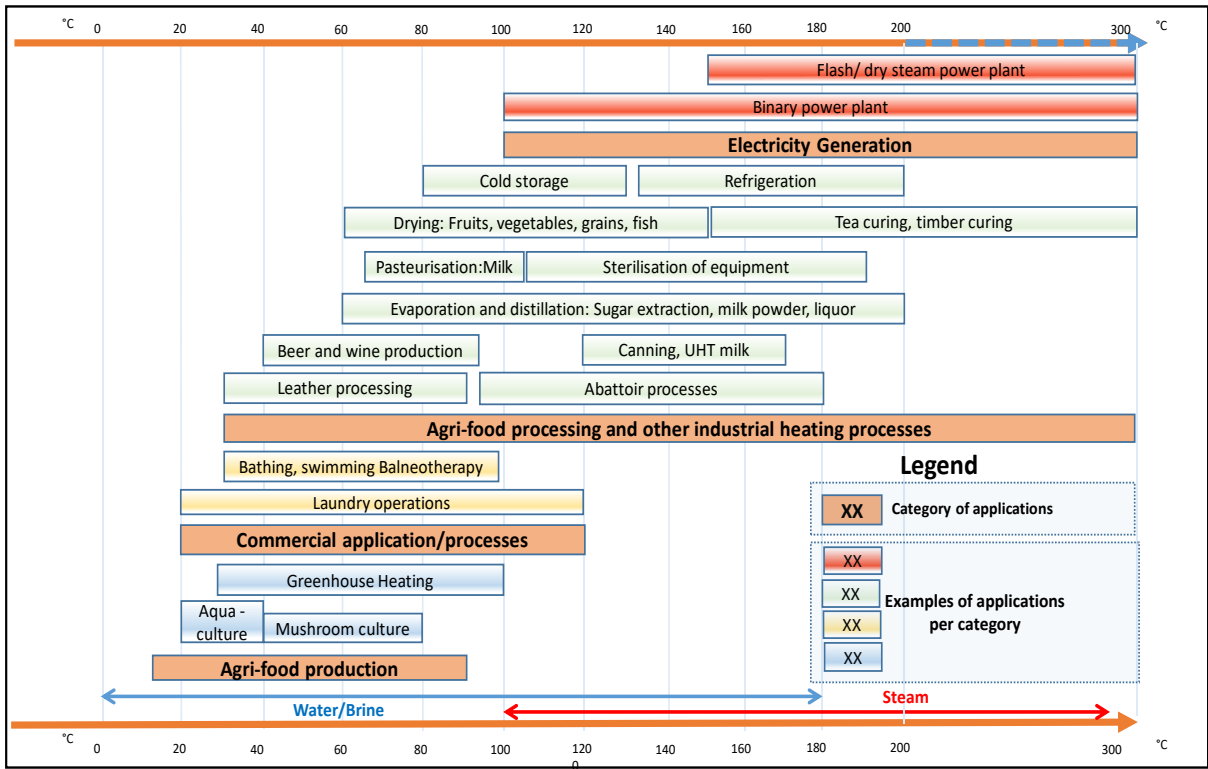 °C 0 20 40 60 80 100 120 140 160 180 200 300 °C
Flash/ dry steam power plant
Binary power plant
Electricity Generation
Cold storage
Refrigeration
Drying: Fruits, vegetables, grains, fish
Tea curing, timber curing
Pasteurisation:Milk
Sterilisation of equipment
Evaporation and distillation: Sugar extraction, milk powder, liquor
Beer and wine production
Canning, UHT milk
Leather processing
Abattoir processes
Agri-food processing and other industrial heating processes
Bathing, swimming Balneotherapy
Laundry operations
Commercial application/processes
Greenhouse Heating
Aqua -
culture
Mushroom culture
Agri-food production
Legend
XX
Category of applications
XX
XX
XX
XX
Examples of applications
per category
Water/Brine
Steam
°C 0 20 40 60 80 100 120 140 160 180 200 300 °C
0